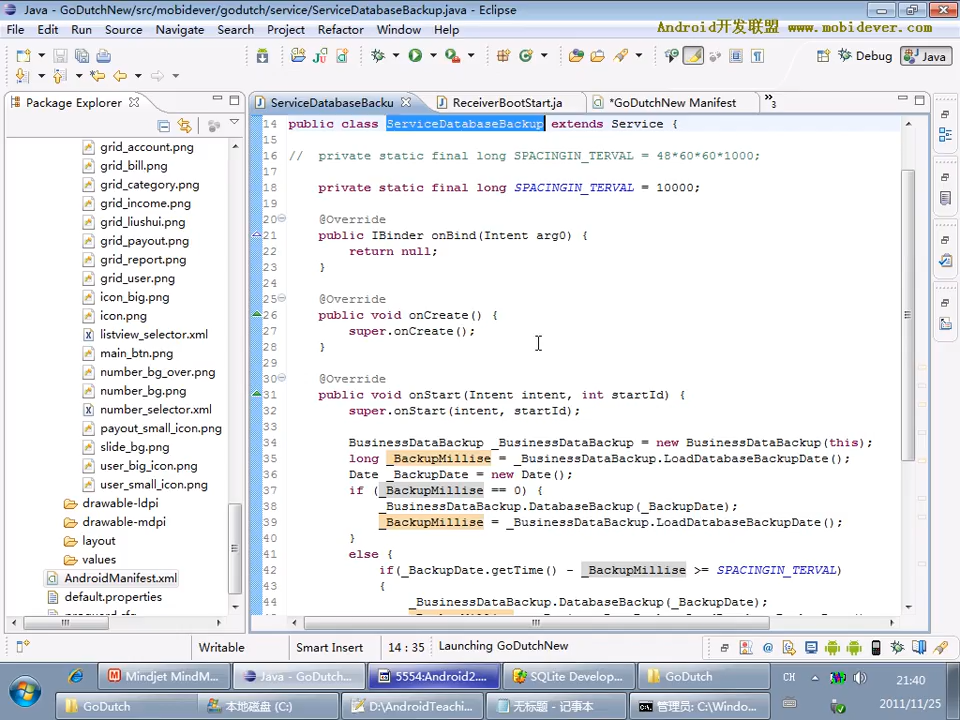 Java - GoDutchNew/src/mobidever/godutch/service/ServiceDatabaseBackup.java - Eclipse
File Edit Run Source Navigate Search Project Refactor Window Help
Android开发联盟 www.mobidever.com
Debug Java
Package Explorer
ServiceDatabaseBacku ReceiverBootStart.ja *GoDutchNew Manifest »3
grid_account.png
grid_bill.png
grid_category.png
grid_income.png
grid_liushui.png
grid_payout.png
grid_report.png
grid_user.png
icon_big.png
icon.png
listview_selector.xml
main_btn.png
number_bg_over.png
number_bg.png
number_selector.xml
payout_small_icon.png
slide_bg.png
user_big_icon.png
user_small_icon.png
drawable-ldpi
drawable-mdpi
layout
values
AndroidManifest.xml
default.properties
14 public class ServiceDatabaseBackup extends Service {
15
16 // private static final long SPACINGIN_TERVAL = 48*60*60*1000;
17
18 private static final long SPACINGIN_TERVAL = 10000;
19
20 @Override
21 public IBinder onBind(Intent arg0) {
22 return null;
23 }
24
25 @Override
26 public void onCreate() {
27 super.onCreate();
28 }
29
30 @Override
31 public void onStart(Intent intent, int startId) {
32 super.onStart(intent, startId);
33
34 BusinessDataBackup _BusinessDataBackup = new BusinessDataBackup(this);
35 long _BackupMillise = _BusinessDataBackup.LoadDatabaseBackupDate();
36 Date _BackupDate = new Date();
37 if (_BackupMillise == 0) {
38 _BusinessDataBackup.DatabaseBackup(_BackupDate);
39 _BackupMillise = _BusinessDataBackup.LoadDatabaseBackupDate();
40 }
41 else {
42 if(_BackupDate.getTime() - _BackupMillise >= SPACINGIN_TERVAL)
43 {
44 _BusinessDataBackup.DatabaseBackup(_BackupDate);
Writable Smart Insert 14 : 35 Launching GoDutchNew
Mindjet MindM... Java - GoDutch... 5554:Android2.... SQLite Develop... GoDutch CH 21:40
GoDutch 本地磁盘 (C:) D:\AndroidTeachi... 无标题 - 记事本 管理员: C:\Windo... 2011/11/25